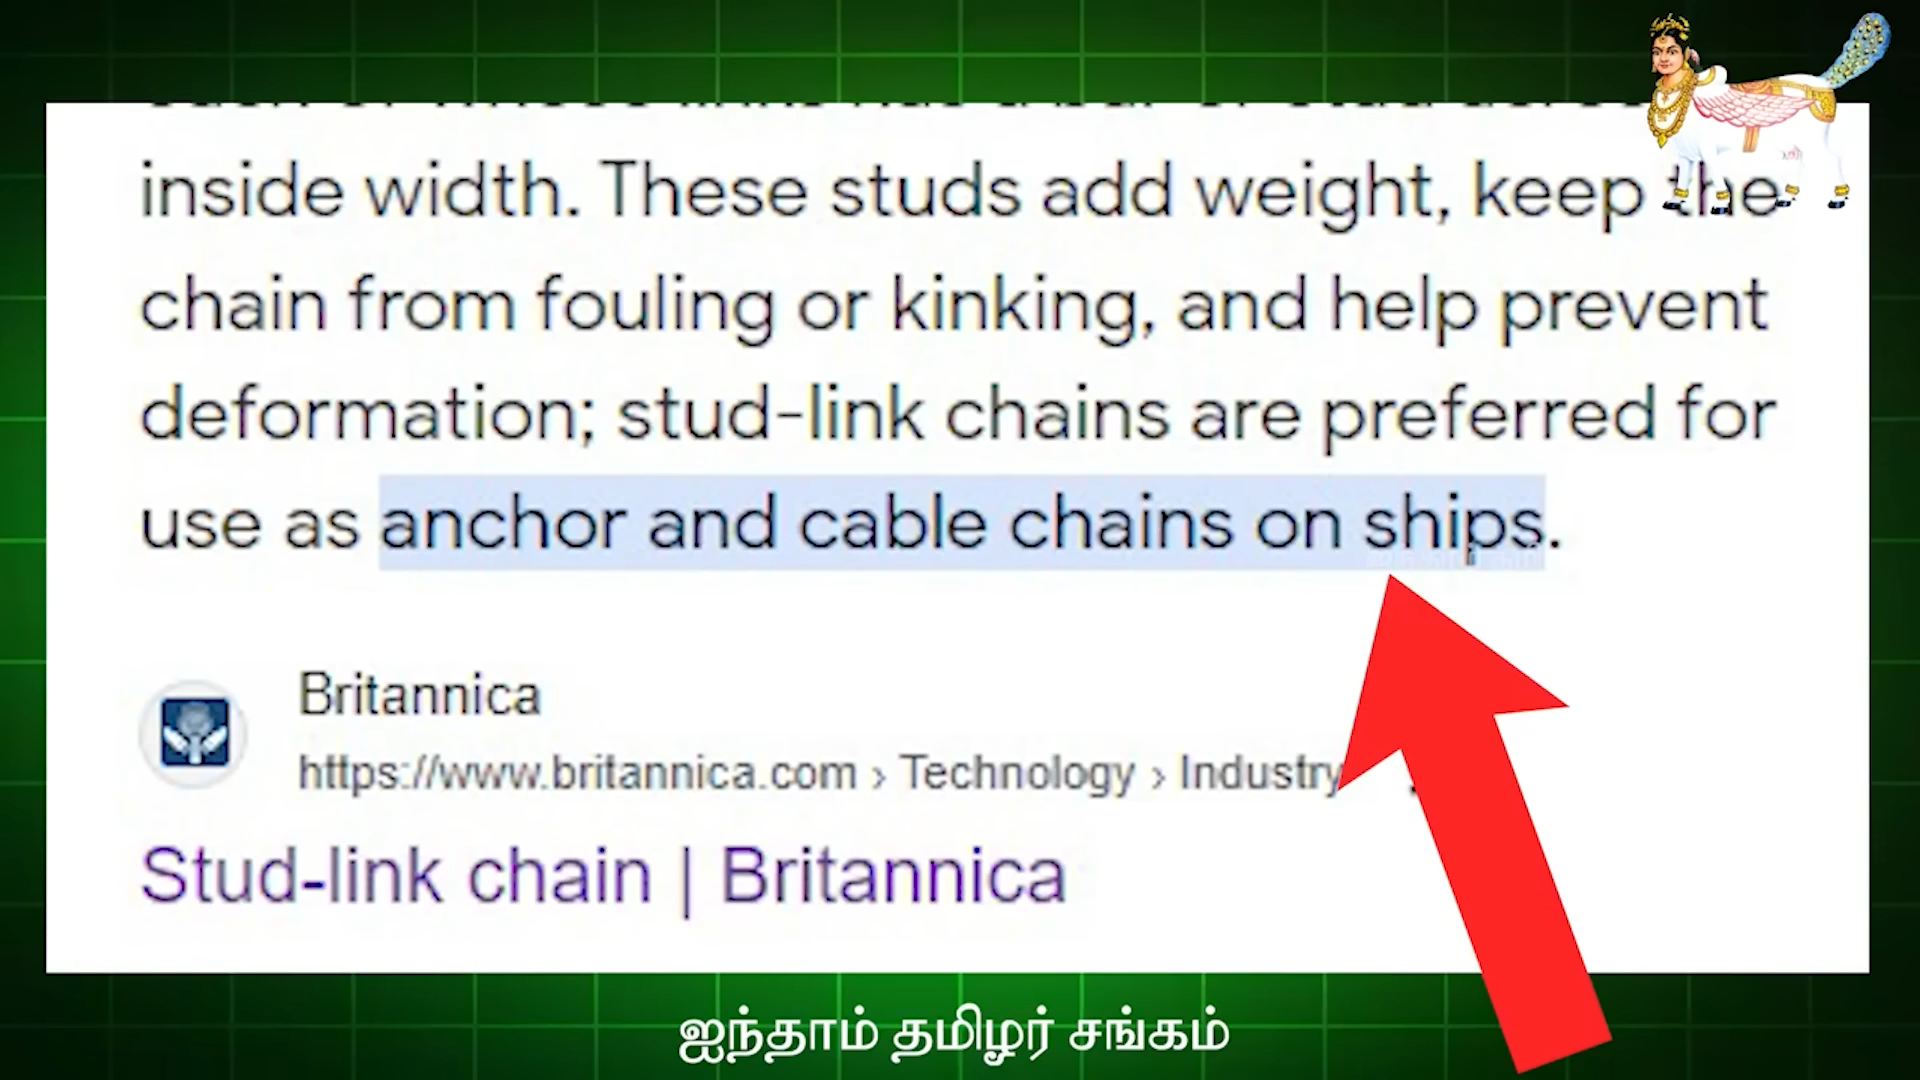 inside width. These studs add weight, keep the
chain from fouling or kinking, and help prevent
deformation; stud-link chains are preferred for
use as anchor and cable chains on ships.
Britannica
https://www.britannica.com › Technology › Industry
Stud-link chain | Britannica
ஐந்தாம் தமிழர் சங்கம்